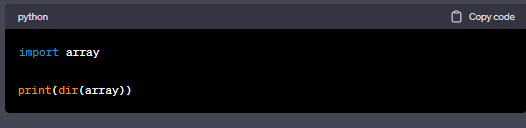 python Copy code
import array
print(dir(array))